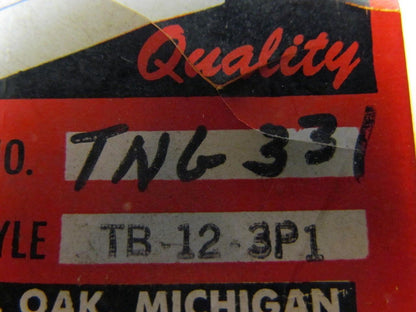 Quality
O. TNG 331
YLE TB-12-3P1
OAK, MICHIGAN